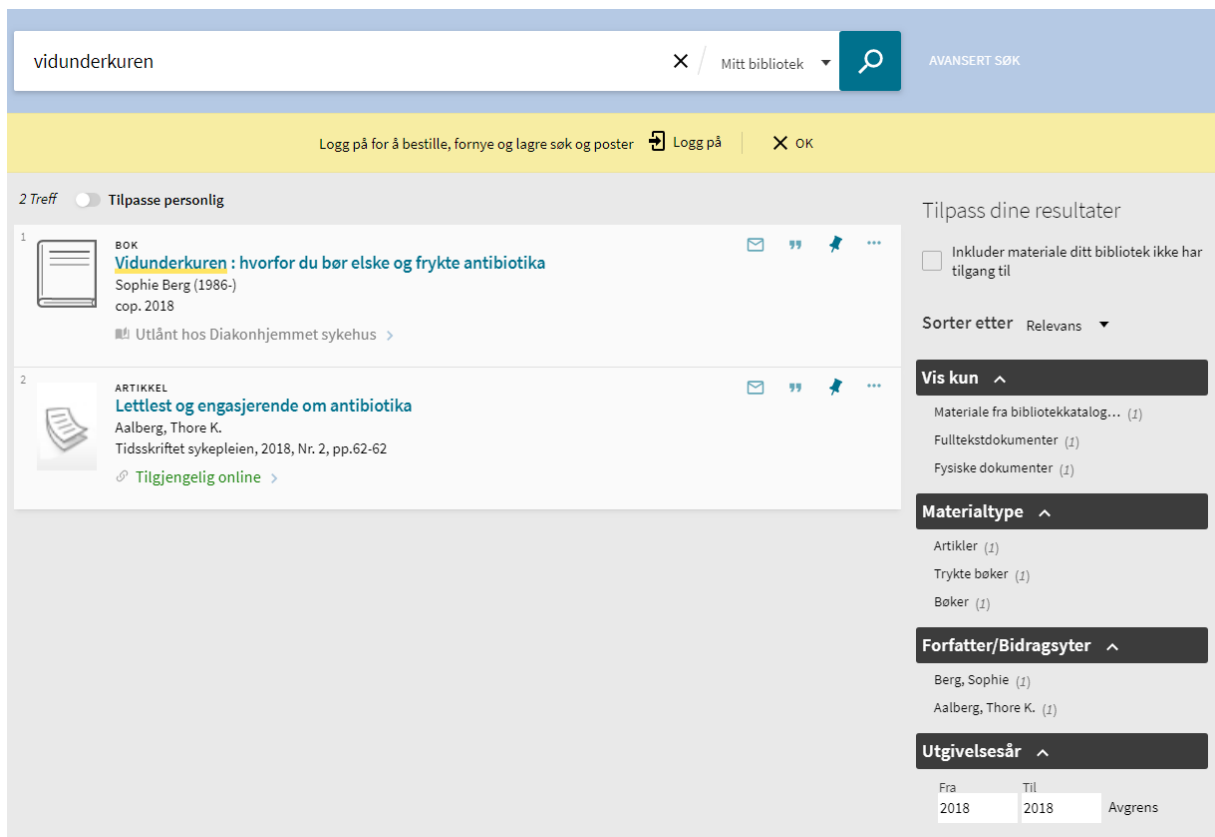 vidunderkuren
Mitt bibliotek
AVANSERT SØK
Logg på for å bestille, fornye og lagre søk og poster Logg på OK
2 Treff Tilpasse personlig
1
BOK
Vidunderkuren : hvorfor du bør elske og frykte antibiotika
Sophie Berg (1986-)
cop. 2018
Utlånt hos Diakonhjemmet sykehus
2
ARTIKKEL
Lettlest og engasjerende om antibiotika
Aalberg, Thore K.
Tidsskriftet sykepleien, 2018, Nr. 2, pp.62-62
Tilgjengelig online
Tilpass dine resultater
Inkluder materiale ditt bibliotek ikke har
tilgang til
Sorter etter Relevans
Vis kun
Materiale fra bibliotekkatalog... (1)
Fulltekstdokumenter (1)
Fysiske dokumenter (1)
Materialtype
Artikler (1)
Trykte bøker (1)
Bøker (1)
Forfatter/Bidragsyter
Berg, Sophie (1)
Aalberg, Thore K. (1)
Utgivelsesår
Fra Til
2018 2018 Avgrens